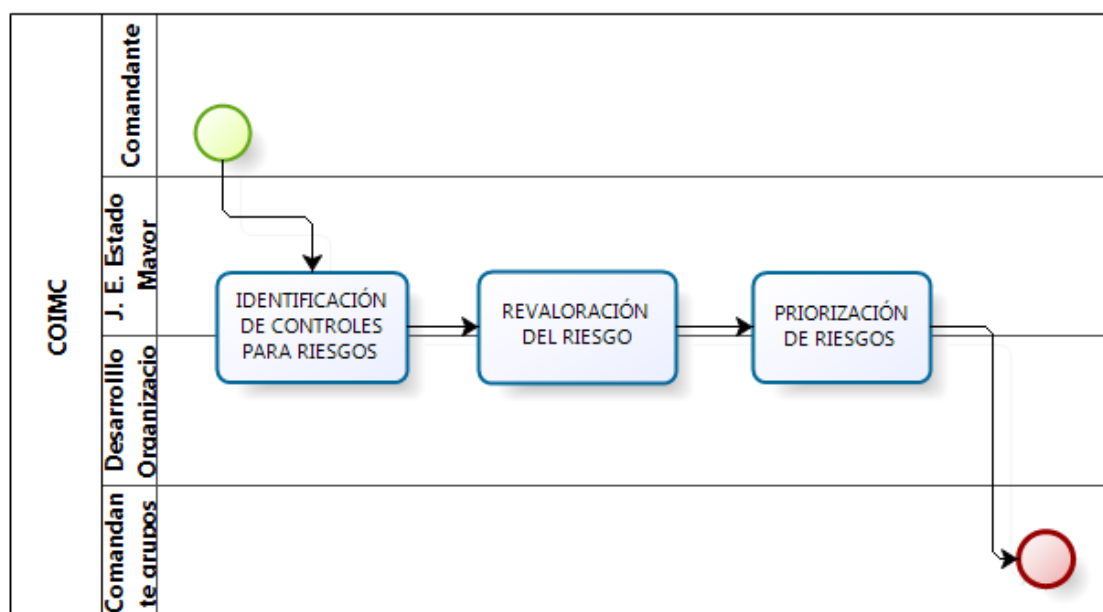 COIMC
Comandante
J. E. Estado
Mayor
Desarrolllo
Organizacio
Comandan
te grupos
IDENTIFICACIÓN
DE CONTROLES
PARA RIESGOS
REVALORACIÓN
DEL RIESGO
PRIORIZACIÓN
DE RIESGOS